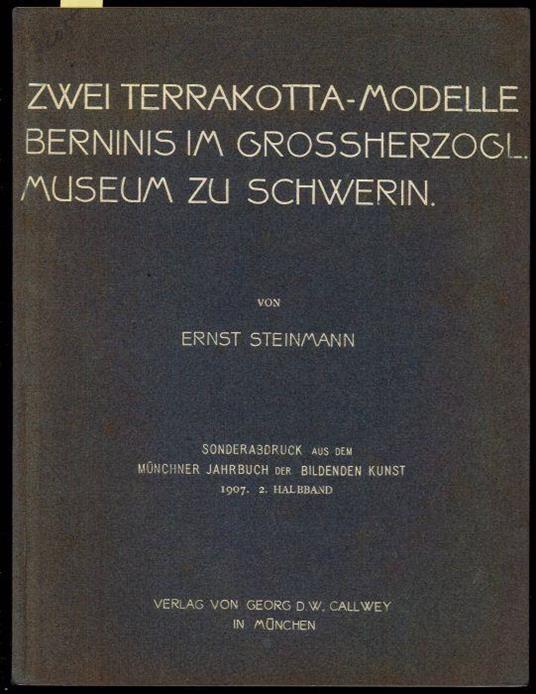 ZWEI TERRAKOTTA-MODELLE
BERNINIS IM GROSSHERZOGL.
MUSEUM ZU SCHWERIN.
VON
ERNST STEINMANN
SONDERABDRUCK AUS DEM
MÜNCHNER JAHRBUCH DER BILDENDEN KUNST
1907. 2. HALBBAND
VERLAG VON GEORG D. W. CALLWEY
IN MÜNCHEN